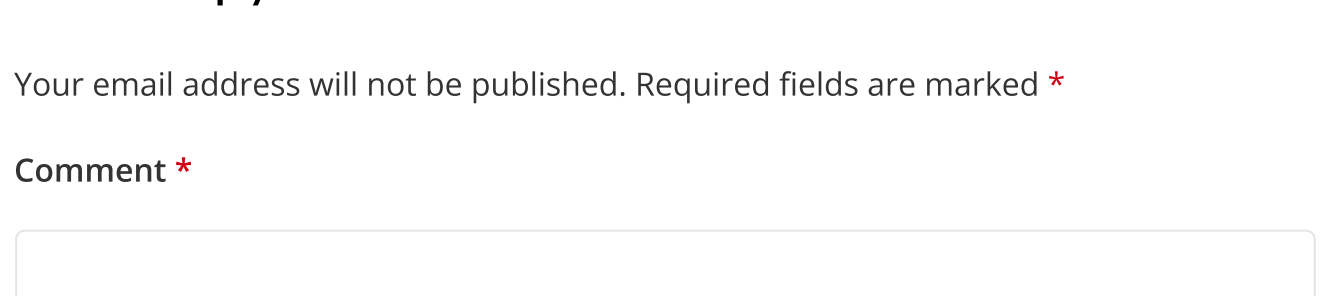 Your email address will not be published. Required fields are marked *
Comment *